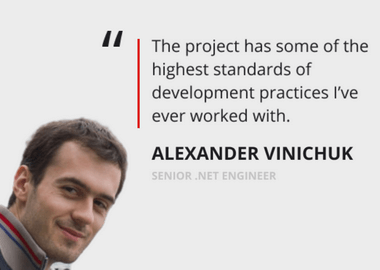 “
The project has some of the
highest standards of
development practices I’ve
ever worked with.
ALEXANDER VINICHUK
SENIOR .NET ENGINEER